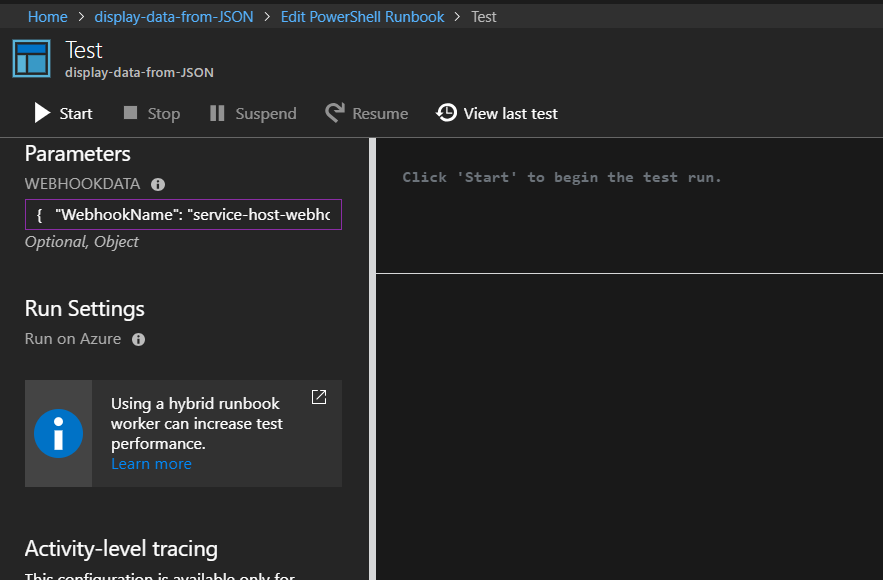 Home > display-data-from-JSON > Edit PowerShell Runbook > Test
Test
display-data-from-JSON
Start Stop Suspend Resume View last test
Parameters
WEBHOOKDATA
{ "WebhookName": "service-host-webho
Optional, Object
Click 'Start' to begin the test run.
Run Settings
Run on Azure
Using a hybrid runbook
worker can increase test
performance.
Learn more
Activity-level tracing
This configuration is available only for